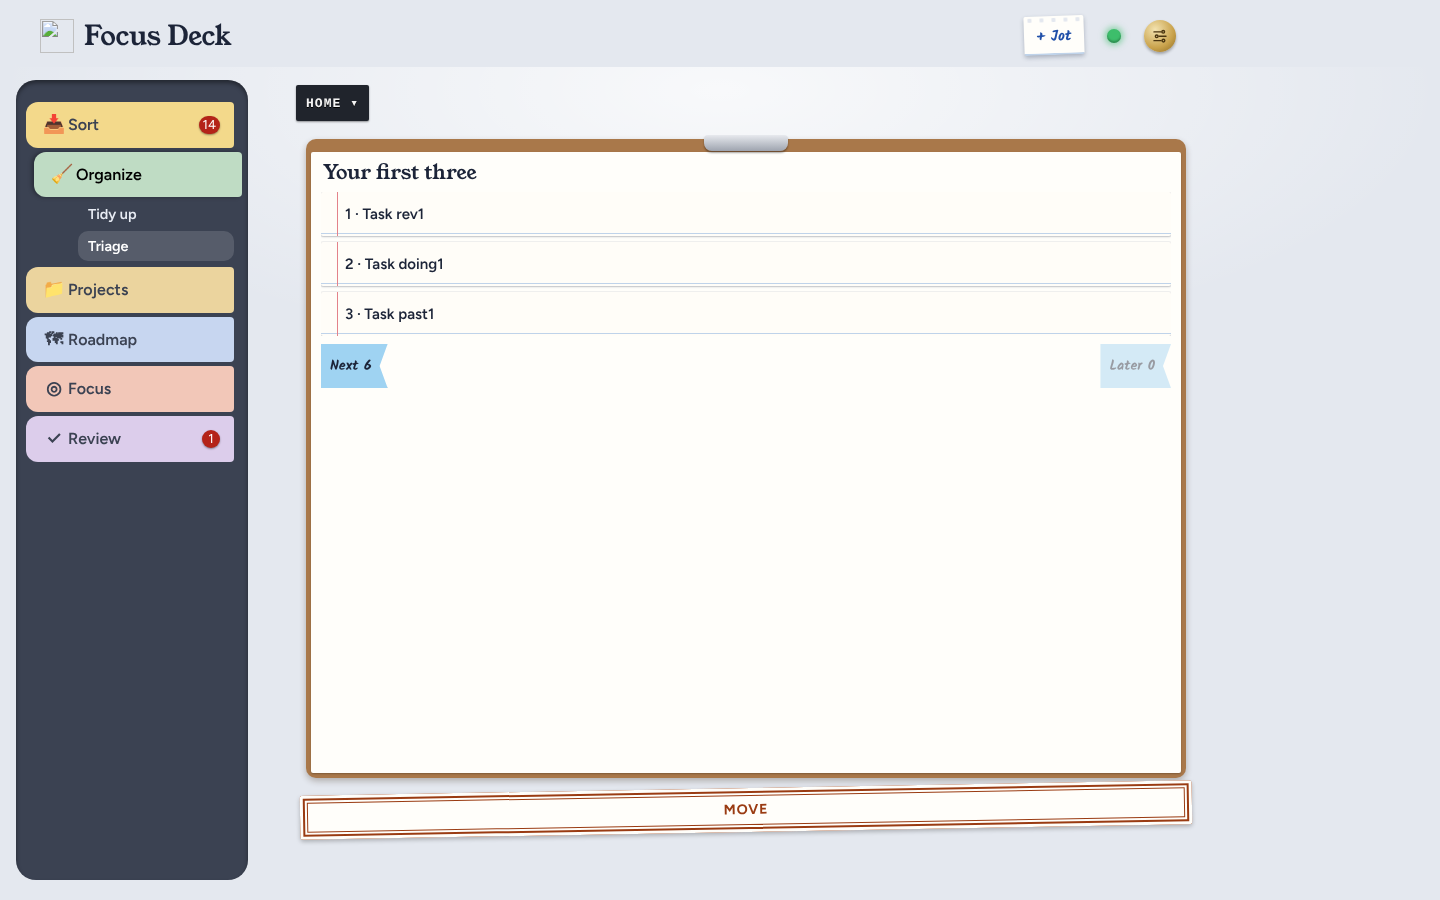 Focus Deck
+ Jot
Sort 14
Organize
Tidy up
Triage
Projects
Roadmap
Focus
Review 1
HOME ▾
Your first three
1 · Task rev1
2 · Task doing1
3 · Task past1
Next 6
Later 0
MOVE